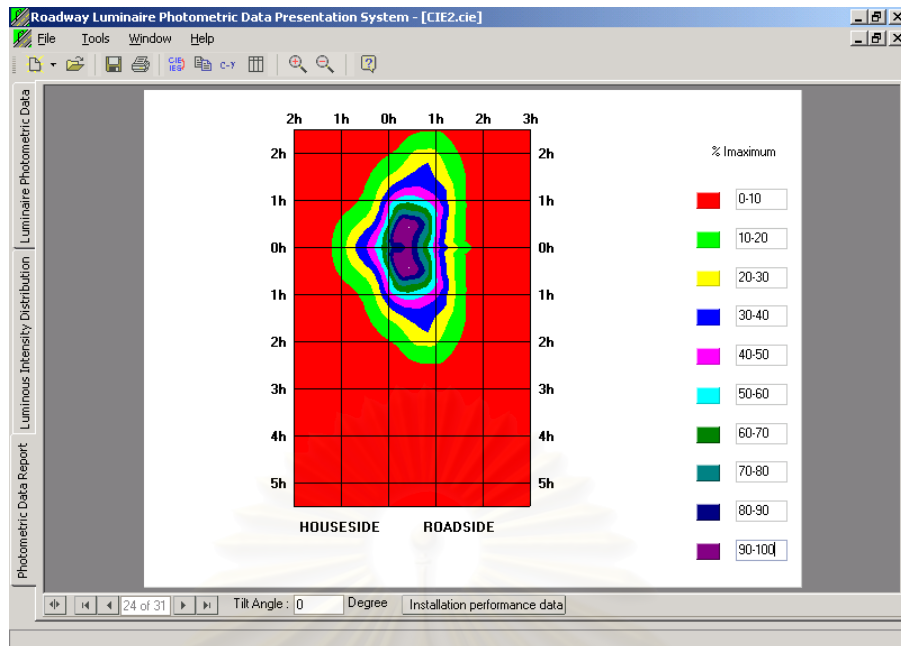 Roadway Luminaire Photometric Data Presentation System - [CIE2.cie]
File Tools Window Help
CIE IES c-γ
Luminaire Photometric Data
Luminous Intensity Distribution
Photometric Data Report
2h 1h 0h 1h 2h 3h
2h 2h
1h 1h
0h 0h
1h 1h
2h 2h
3h 3h
4h 4h
5h 5h
HOUSESIDE ROADSIDE
% Imaximum
0-10
10-20
20-30
30-40
40-50
50-60
60-70
70-80
80-90
90-100
24 of 31 Tilt Angle : 0 Degree Installation performance data